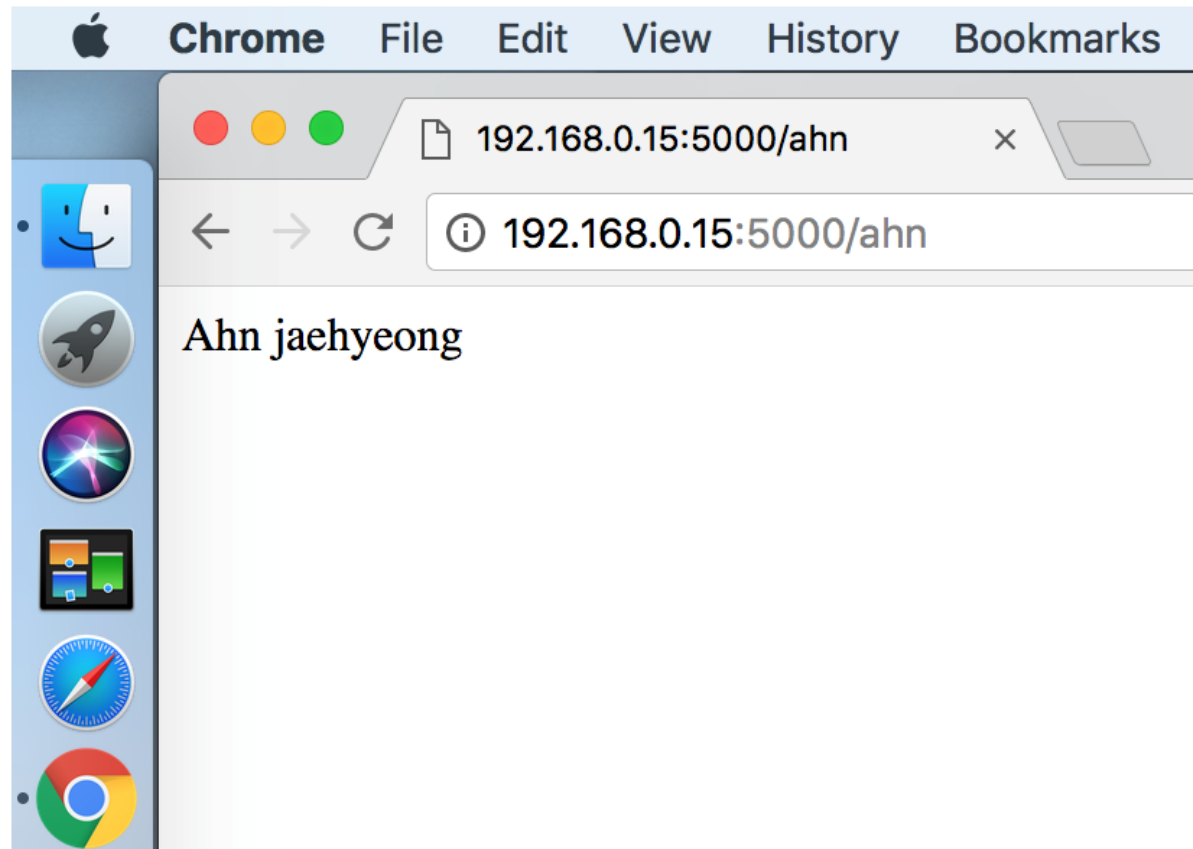 Chrome File Edit View History Bookmarks
192.168.0.15:5000/ahn
192.168.0.15:5000/ahn
Ahn jaehyeong